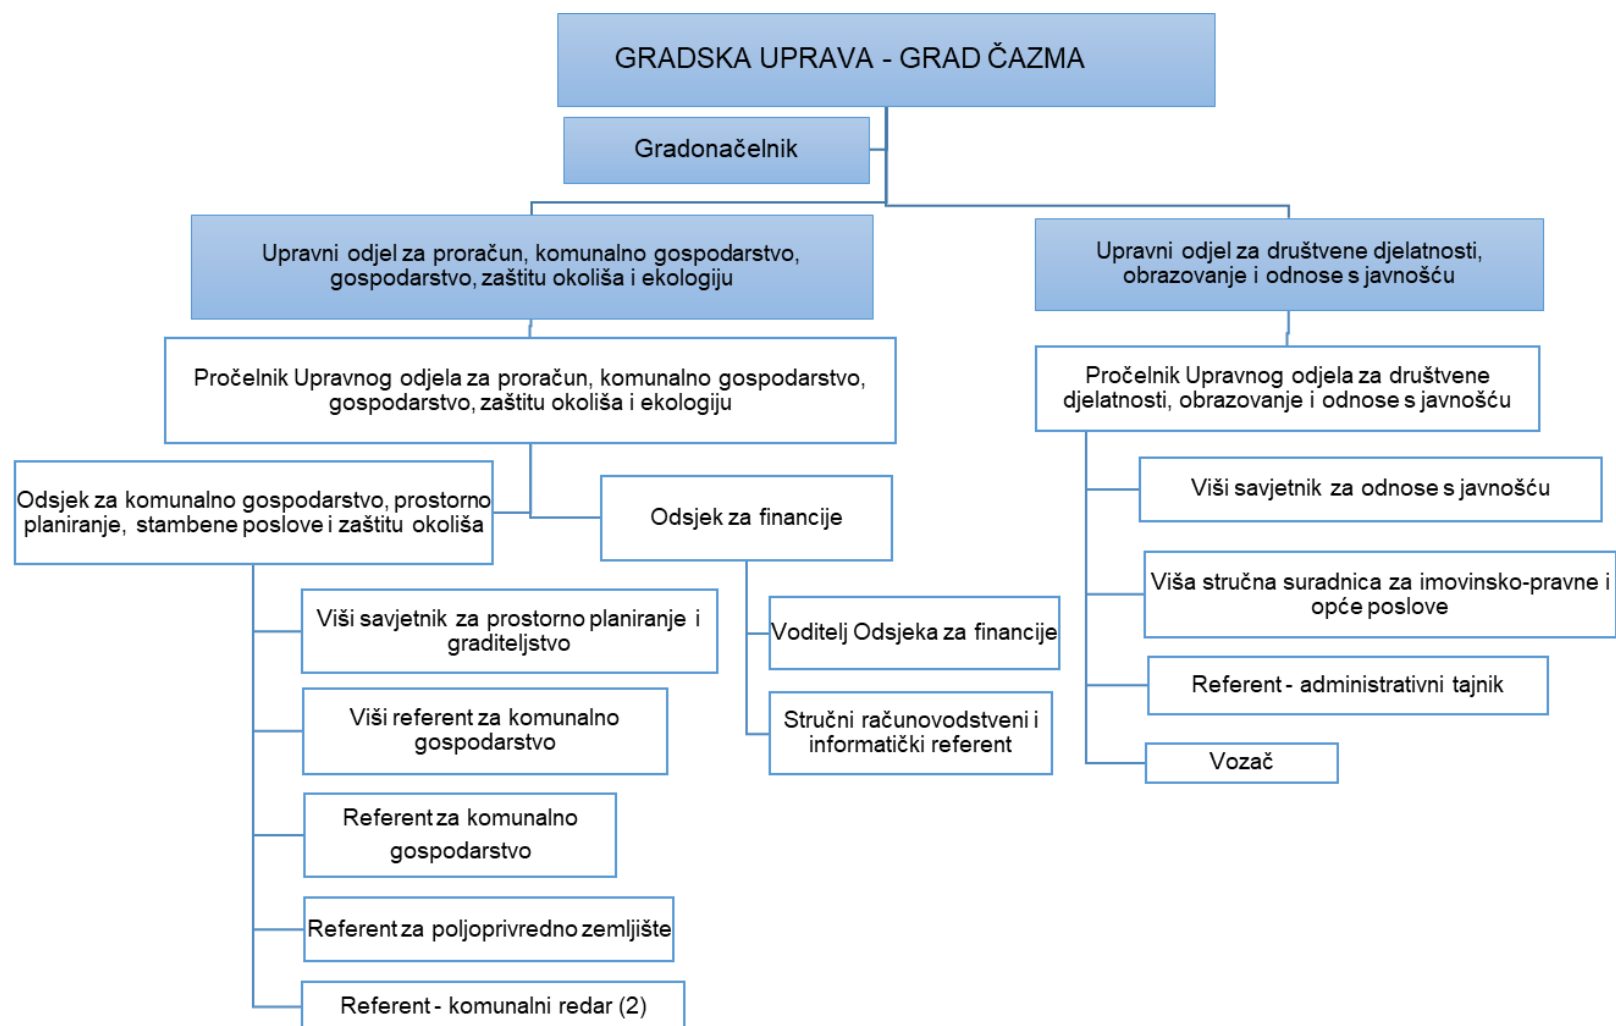 GRADSKA UPRAVA - GRAD ČAZMA
Gradonačelnik
Upravni odjel za proračun, komunalno gospodarstvo,
gospodarstvo, zaštitu okoliša i ekologiju
Upravni odjel za društvene djelatnosti,
obrazovanje i odnose s javnošću
Pročelnik Upravnog odjela za proračun, komunalno gospodarstvo,
gospodarstvo, zaštitu okoliša i ekologiju
Pročelnik Upravnog odjela za društvene
djelatnosti, obrazovanje i odnose s javnošću
Odsjek za komunalno gospodarstvo, prostorno
planiranje, stambene poslove i zaštitu okoliša
Odsjek za financije
Viši savjetnik za prostorno planiranje i
graditeljstvo
Viši referent za komunalno
gospodarstvo
Referent za komunalno
gospodarstvo
Referent za poljoprivredno zemljište
Referent - komunalni redar (2)
Voditelj Odsjeka za financije
Stručni računovodstveni i
informatički referent
Viši savjetnik za odnose s javnošću
Viša stručna suradnica za imovinsko-pravne i
opće poslove
Referent - administrativni tajnik
Vozač